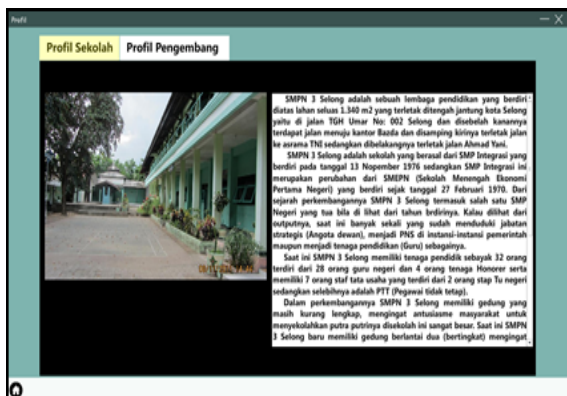 Profil
Profil Sekolah
Profil Pengembang
SMPN 3 Selong adalah sebuah lembaga pendidikan yang berdiri
diatas lahan seluas 1.340 m2 yang terletak ditengah jantung kota Selong
yaitu di jalan TGH Umar No: 002 Selong dan disebelah kanannya
terdapat jalan menuju kantor Bazda dan disamping kirinya terletak jalan
ke asrama TNI sedangkan dibelakangnya terletak jalan Ahmad Yani.
SMPN 3 Selong adalah sekolah yang berasal dari SMP Integrasi yang
berdiri pada tanggal 13 Nopember 1976 sedangkan SMP Integrasi ini
merupakan perubahan dari SMEPN (Sekolah Menengah Ekonomi
Pertama Negeri) yang berdiri sejak tanggal 27 Februari 1970. Dari
sejarah perkembangannya SMPN 3 Selong termasuk salah satu SMP
Negeri yang tua bila di lihat dari tahun brdirinya. Kalau dilihat dari
outputnya, saat ini banyak sekali yang sudah menduduki jabatan
strategis (Angota dewan), menjadi PNS di instansi-instansi pemerintah
maupun menjadi tenaga pendidikan (Guru) sebagainya.
Saat ini SMPN 3 Selong memiliki tenaga pendidik sebayak 32 orang
terdiri dari 28 orang guru negeri dan 4 orang tenaga Honorer serta
memiliki 7 orang staf tata usaha yang terdiri dari 2 orang stap Tu negeri
sedangkan selebihnya adalah PTT (Pegawai tidak tetap).
Dalam perkembangannya SMPN 3 Selong memiliki gedung yang
masih kurang lengkap, mengingat antusiasme masyarakat untuk
menyekolahkan putra putrinya disekolah ini sangat besar. Saat ini SMPN
3 Selong baru memiliki gedung berlantai dua (bertingkat) mengingat